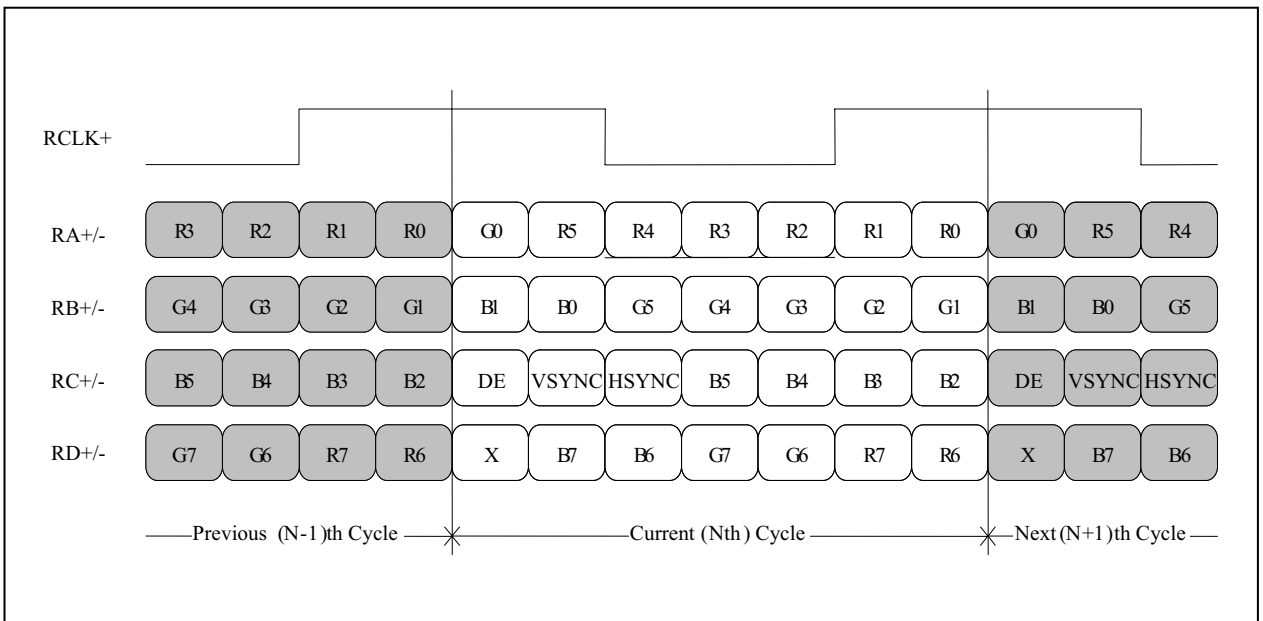 RCLK+
RA+/- R3 R2 R1 R0 G0 R5 R4 R3 R2 R1 R0 G0 R5 R4
RB+/- G4 G3 G2 G1 B1 B0 G5 G4 G3 G2 G1 B1 B0 G5
RC+/- B5 B4 B3 B2 DE VSYNC HSYNC B5 B4 B3 B2 DE VSYNC HSYNC
RD+/- G7 G6 R7 R6 X B7 B6 G7 G6 R7 R6 X B7 B6
Previous (N-1)th Cycle Current (Nth) Cycle Next (N+1)th Cycle